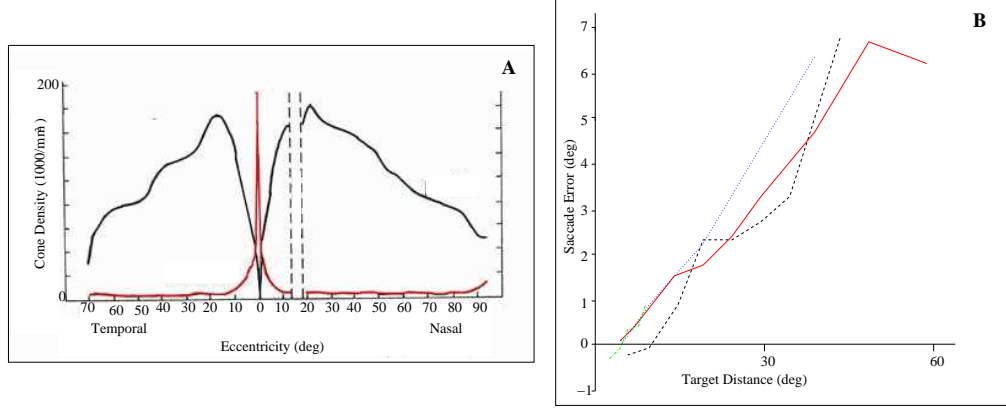 A
200
Cone Density (1000/mm)
0
70 60 50 40 30 20 10 0 10 20 30 40 50 60 70 80 90
Temporal
Nasal
Eccentricity (deg)
B
7
6
5
4
3
2
1
0
−1
Saccade Error (deg)
30
60
Target Distance (deg)